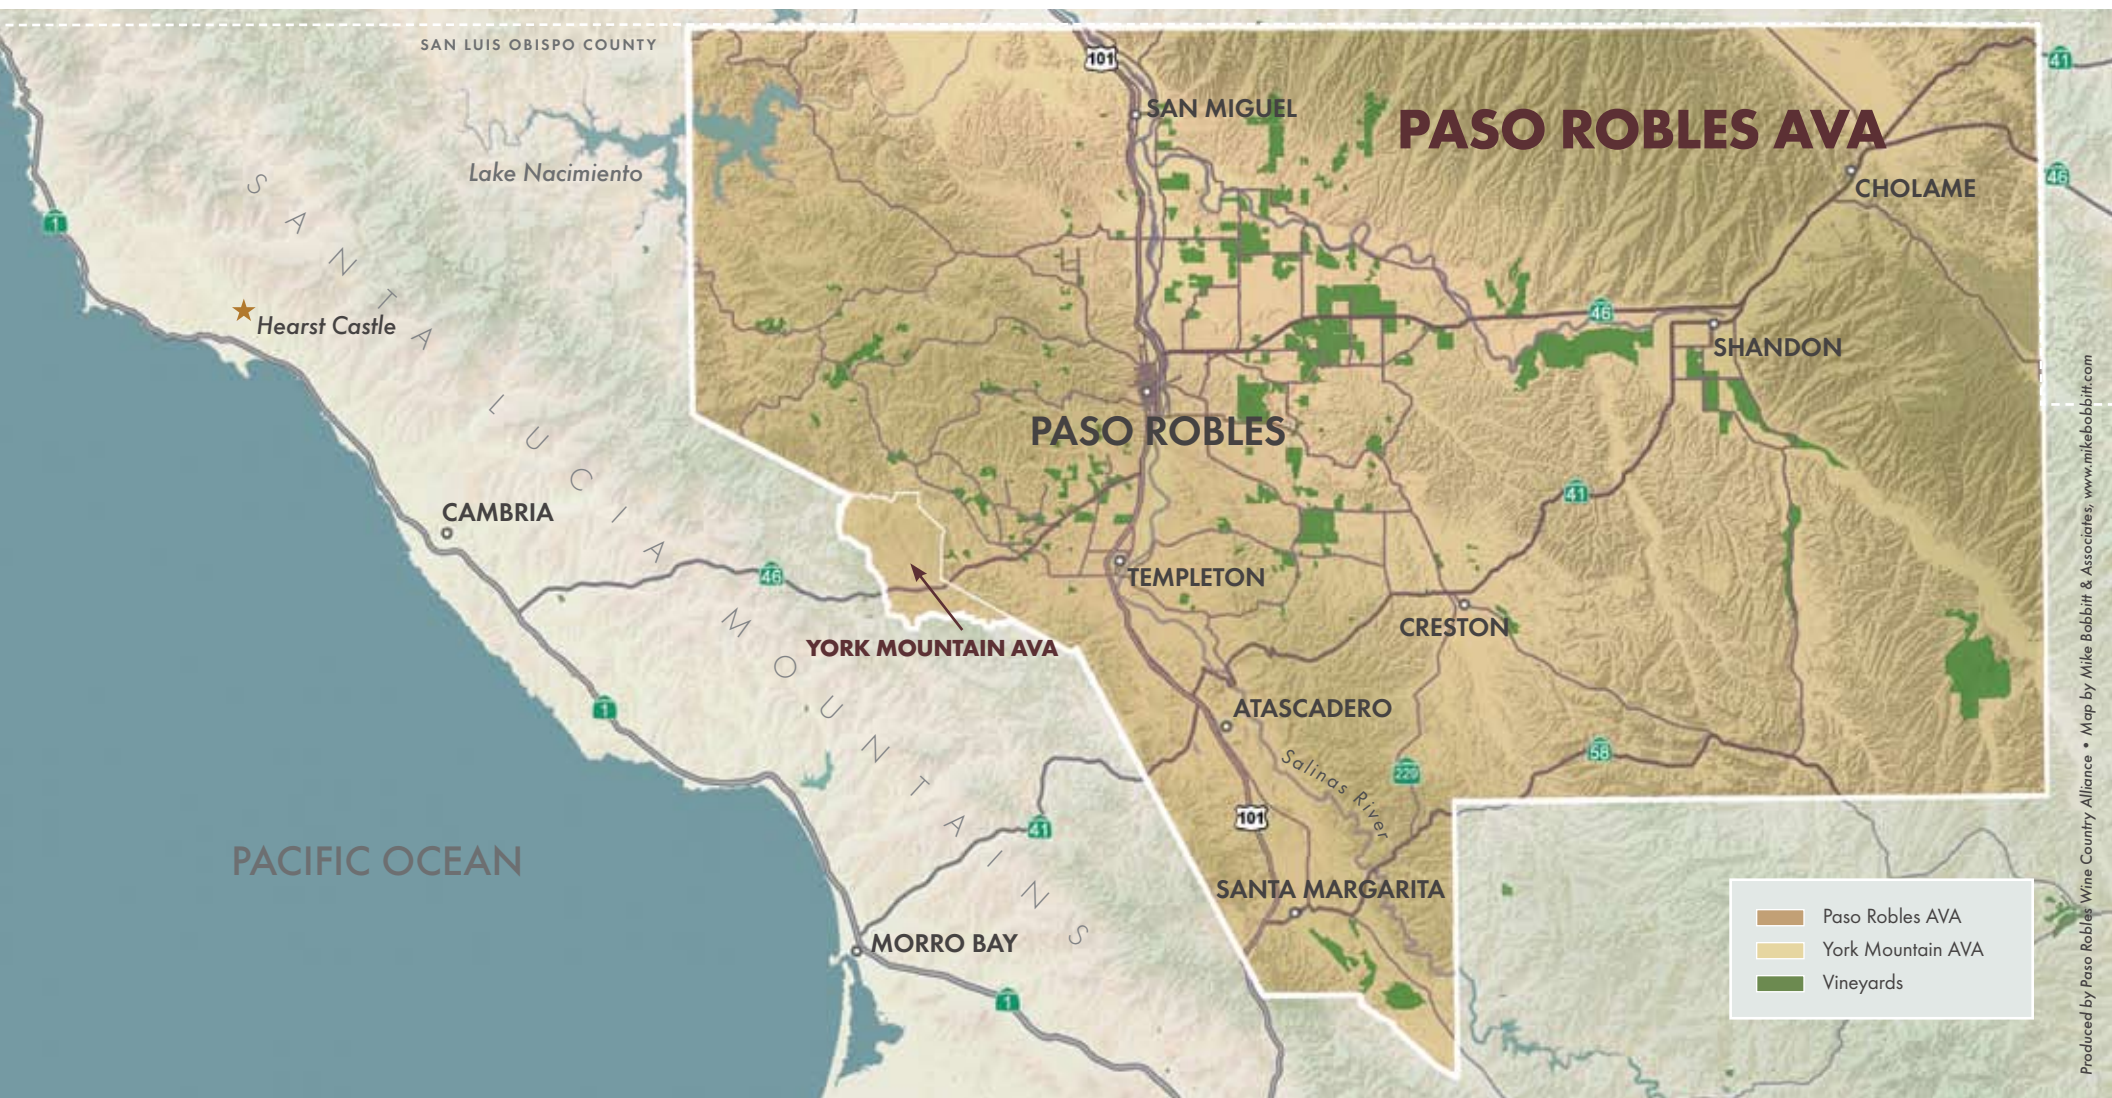 SAN LUIS OBISPO COUNTY
101
41
SAN MIGUEL
PASO ROBLES AVA
Lake Nacimiento
46
CHOLAME
SANTA LUCIA MOUNTAINS
1
Hearst Castle
46
SHANDON
PASO ROBLES
41
CAMBRIA
46
TEMPLETON
CRESTON
YORK MOUNTAIN AVA
1
ATASCADERO
58
Salinas River
229
101
41
PACIFIC OCEAN
SANTA MARGARITA
MORRO BAY
1
Paso Robles AVA
York Mountain AVA
Vineyards
Produced by Paso Robles Wine Country Alliance • Map by Mike Bobbitt & Associates, www.mikebobbitt.com